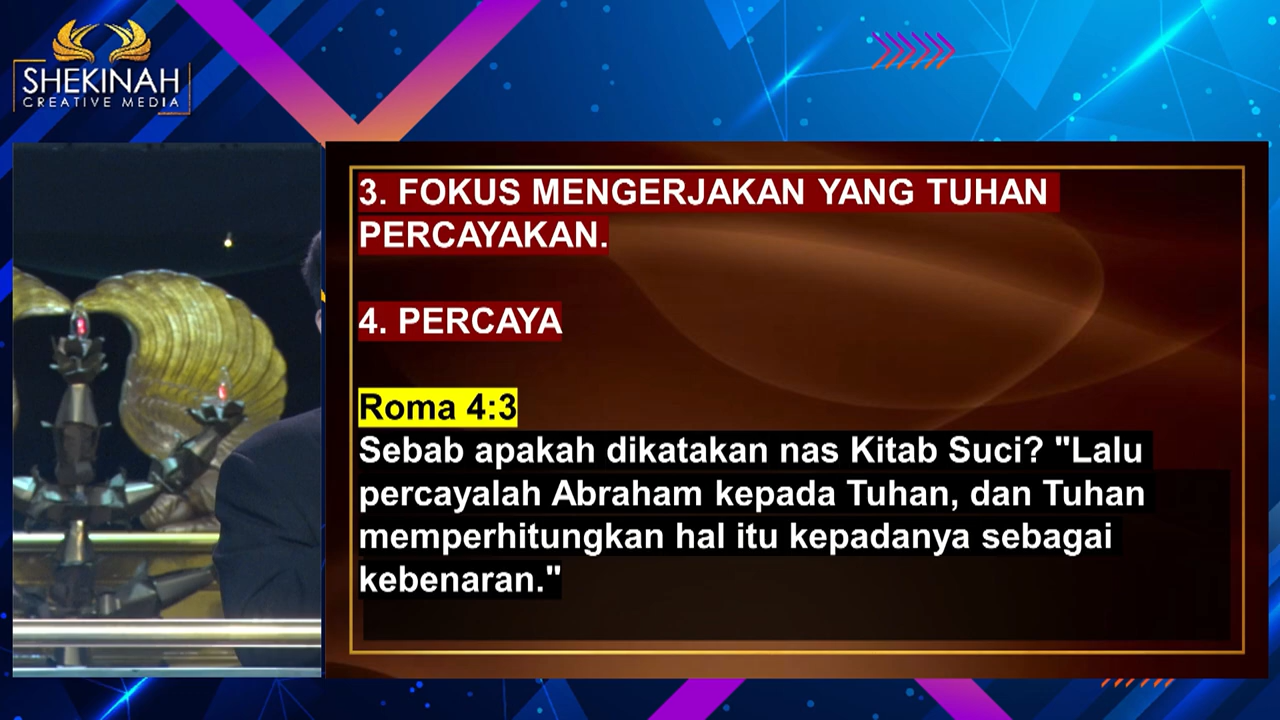 SHEKINAH
CREATIVE MEDIA
3. FOKUS MENGERJAKAN YANG TUHAN
PERCAYAKAN.
4. PERCAYA
Roma 4:3
Sebab apakah dikatakan nas Kitab Suci? "Lalu
percayalah Abraham kepada Tuhan, dan Tuhan
memperhitungkan hal itu kepadanya sebagai
kebenaran."